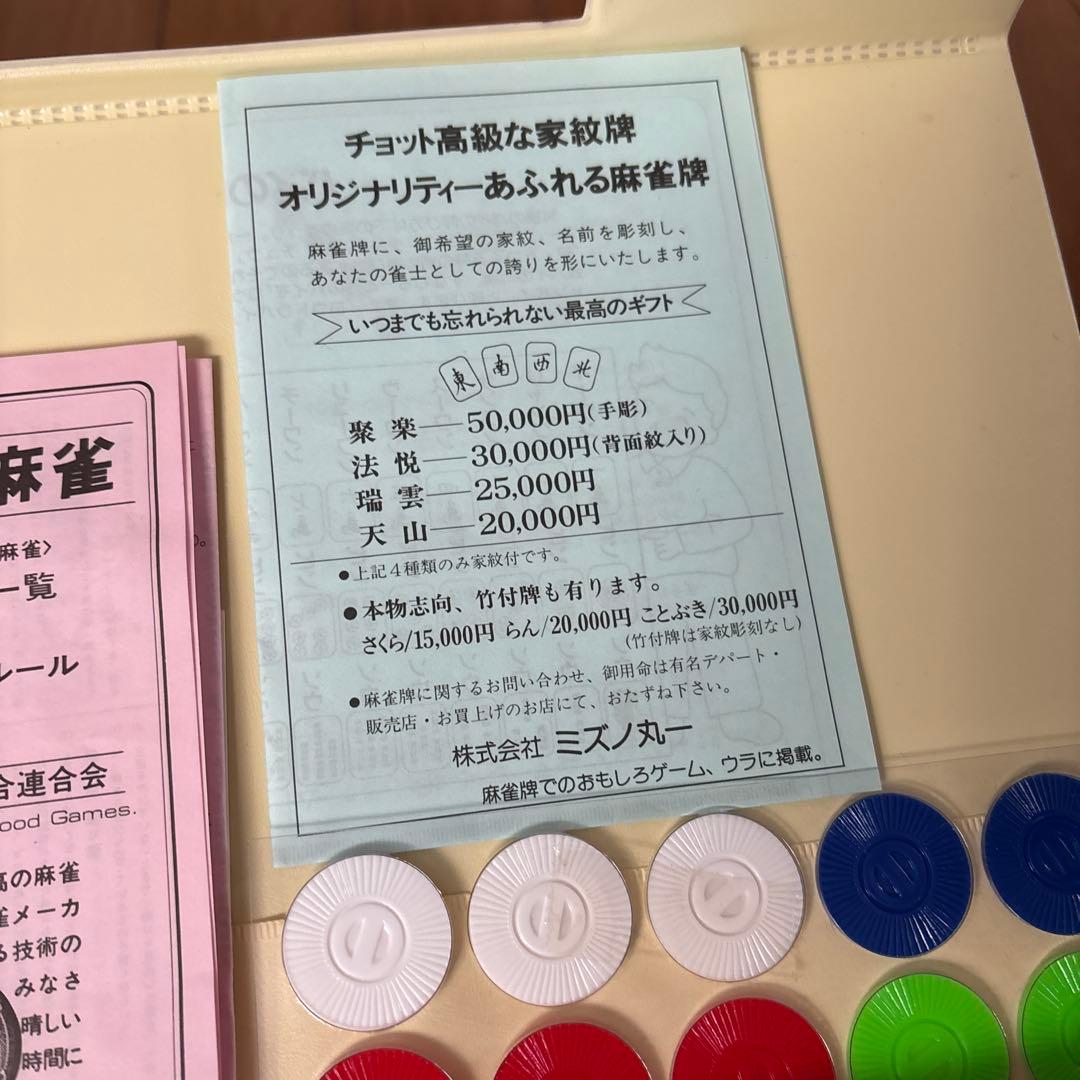 チョット高級な家紋牌
オリジナリティーあふれる麻雀牌
麻雀牌に、御希望の家紋、名前を彫刻し、
あなたの雀士としての誇りを形にいたします。
いつまでも忘れられない最高のギフト
東 南 西 北
聚楽――50,000円(手彫)
法悦――30,000円(背面紋入り)
瑞雲――25,000円
天山――20,000円
●上記4種類のみ家紋付です。
●本物志向、竹付牌も有ります。
さくら/15,000円 らん/20,000円 ことぶき/30,000円
(竹付牌は家紋彫刻なし)
●麻雀牌に関するお問い合わせ、御用命は有名デパート・
販売店・お買上げのお店にて、おたずね下さい。
株式会社 ミズノ丸一
麻雀牌でのおもしろゲーム、ウラに掲載。
麻雀
麻雀〉
一覧
ルール
合連合会
ood Games.
高の麻雀
雀メーカ
る技術の
みなさ
晴しい
時間に